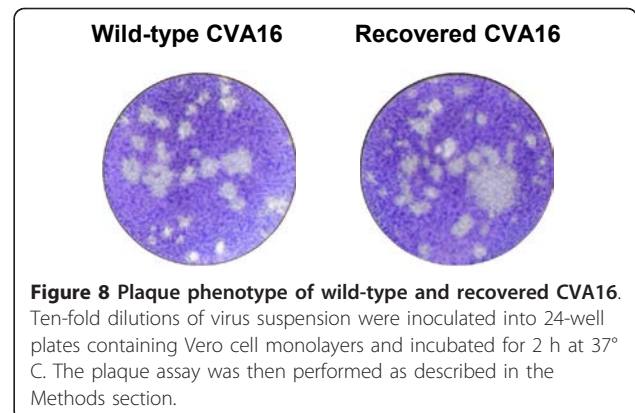 Wild-type CVA16 Recovered CVA16
Figure 8 Plaque phenotype of wild-type and recovered CVA16.
Ten-fold dilutions of virus suspension were inoculated into 24-well
plates containing Vero cell monolayers and incubated for 2 h at 37°
C. The plaque assay was then performed as described in the
Methods section.